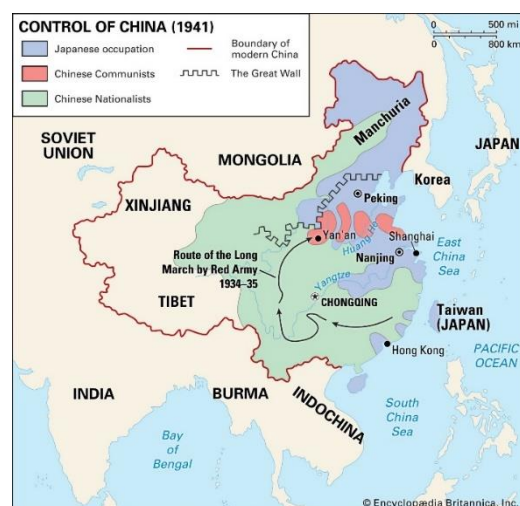 CONTROL OF CHINA (1941)
Japanese occupation
Chinese Communists
Chinese Nationalists
Boundary of
modern China
The Great Wall
0 500 mi
0 800 km
SOVIET
UNION
MONGOLIA
Manchuria
JAPAN
Korea
Peking
XINJIANG
Yan'an
Huang He
Shanghai
East
China
Sea
Nanjing
Route of the Long
March by Red Army
1934–35
Yangtze
CHONGQING
TIBET
Taiwan
(JAPAN)
Hong Kong
PACIFIC
OCEAN
INDIA
BURMA
INDOCHINA
South
China
Sea
Bay
of
Bengal
© Encyclopædia Britannica, Inc.